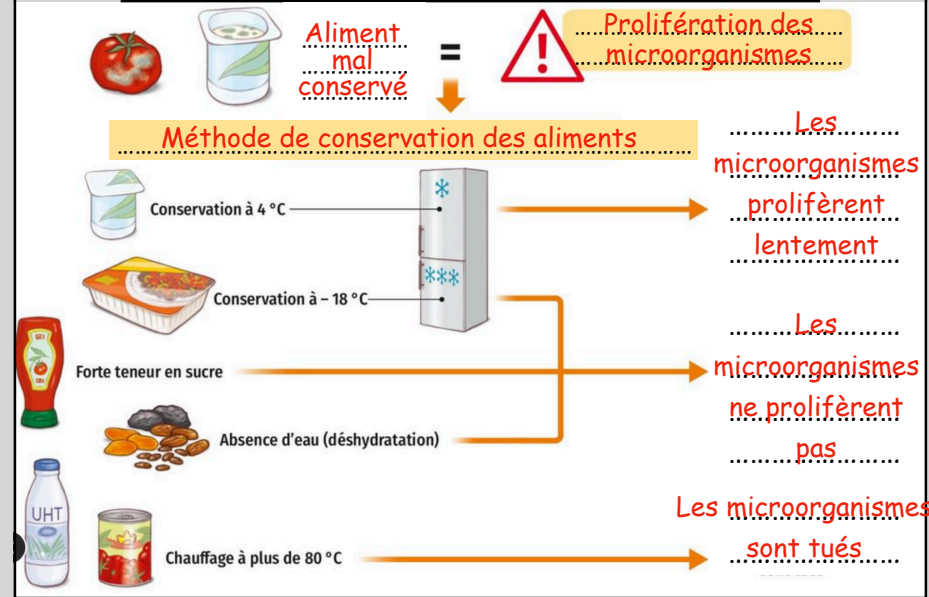 Aliment
mal
conservé
=
Prolifération des
microorganismes
Méthode de conservation des aliments
Conservation à 4 °C
Les
microorganismes
prolifèrent
lentement
Conservation à – 18 °C
Forte teneur en sucre
Absence d'eau (déshydratation)
Les
microorganismes
ne prolifèrent
pas
UHT
Chauffage à plus de 80 °C
Les microorganismes
sont tués